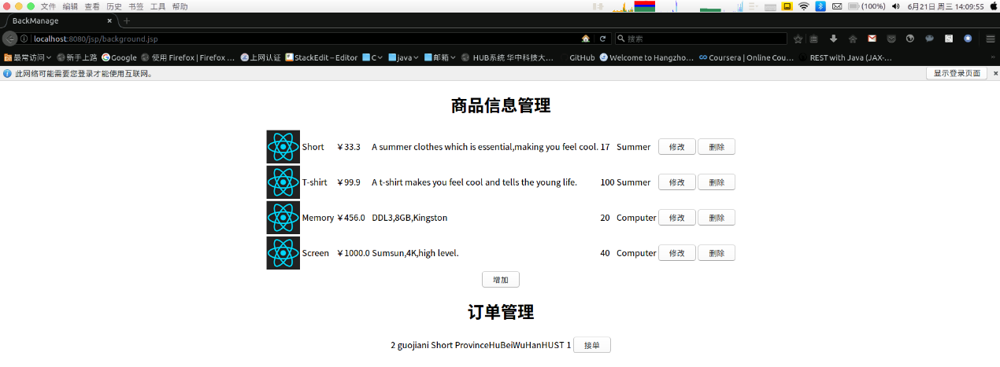 文件 编辑 查看 历史 书签 工具 帮助 (100%) 6月21日 周三 14:09:55
BackManage
localhost:8080/jsp/background.jsp 搜索
最常访问 新手上路 Google 使用 Firefox | Firefox … 上网认证 StackEdit – Editor C java 邮箱 HUB系统 华中科技大… GitHub Welcome to Hangzho… Coursera | Online Cou… REST with Java (JAX-…
此网络可能需要您登录才能使用互联网。 显示登录页面
商品信息管理
Short ￥33.3 A summer clothes which is essential,making you feel cool. 17 Summer 修改 删除
T-shirt ￥99.9 A t-shirt makes you feel cool and tells the young life. 100 Summer 修改 删除
Memory ￥456.0 DDL3,8GB,Kingston 20 Computer 修改 删除
Screen ￥1000.0 Sumsun,4K,high level. 40 Computer 修改 删除
增加
订单管理
2 guojiani Short ProvinceHuBeiWuHanHUST 1 接单